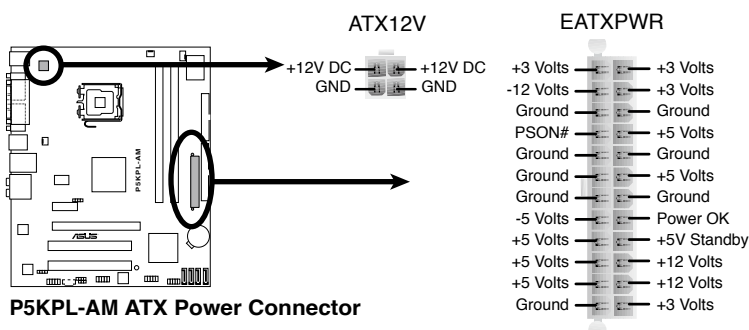 ATX12V
+12V DC +12V DC
GND GND
EATXPWR
+3 Volts +3 Volts
-12 Volts +3 Volts
Ground Ground
PSON# +5 Volts
Ground Ground
Ground +5 Volts
Ground Ground
-5 Volts Power OK
+5 Volts +5V Standby
+5 Volts +12 Volts
+5 Volts +12 Volts
Ground +3 Volts
P5KPL-AM
ASUS
P5KPL-AM ATX Power Connector